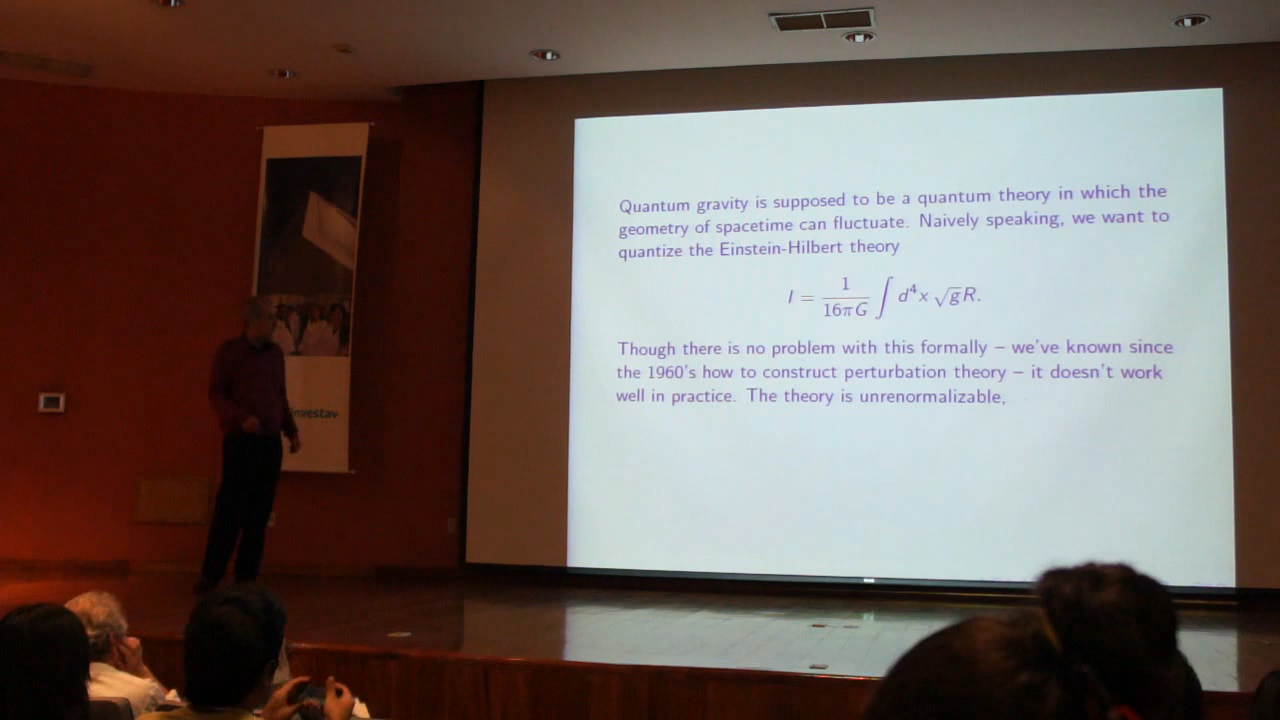 Quantum gravity is supposed to be a quantum theory in which the
geometry of spacetime can fluctuate. Naively speaking, we want to
quantize the Einstein-Hilbert theory
I = \frac{1}{16πG} ∫ d⁴x √g R.
Though there is no problem with this formally – we've known since
the 1960's how to construct perturbation theory – it doesn't work
well in practice. The theory is unrenormalizable,
investav